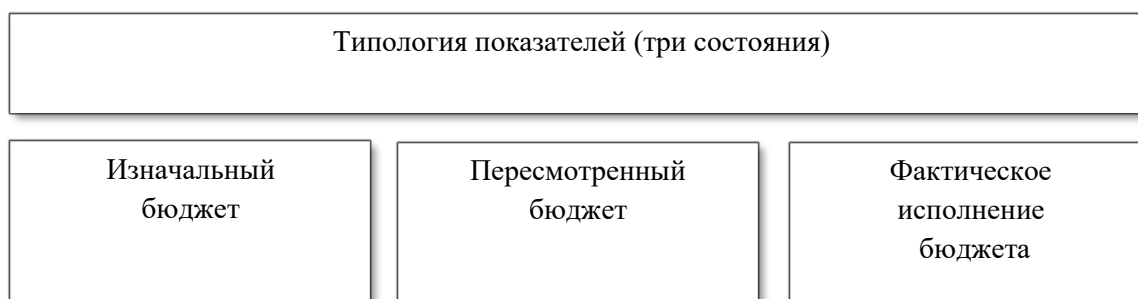 Типология показателей (три состояния)
Изначальный
бюджет
Пересмотренный
бюджет
Фактическое
исполнение
бюджета